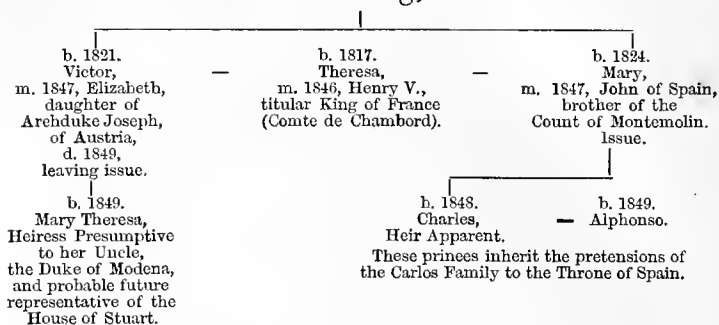 b. 1821.
Victor,
m. 1847, Elizabeth,
daughter of
Arehduke Joseph,
of Austria,
d. 1849,
leaving issue.
b. 1817.
Theresa,
m. 1846, Henry V.,
titular King of France
(Comte de Chambord).
b. 1824.
Mary,
m. 1847, John of Spain,
brother of the
Count of Montemolin.
Issue.
b. 1849.
Mary Theresa,
Heiress Presumptive
to her Uncle,
the Duke of Modena,
and probable future
representative of the
House of Stuart.
b. 1848.
Charles,
Heir Apparent.
b. 1849.
Alphonso.
These princes inherit the pretensions of
the Carlos Family to the Throne of Spain.